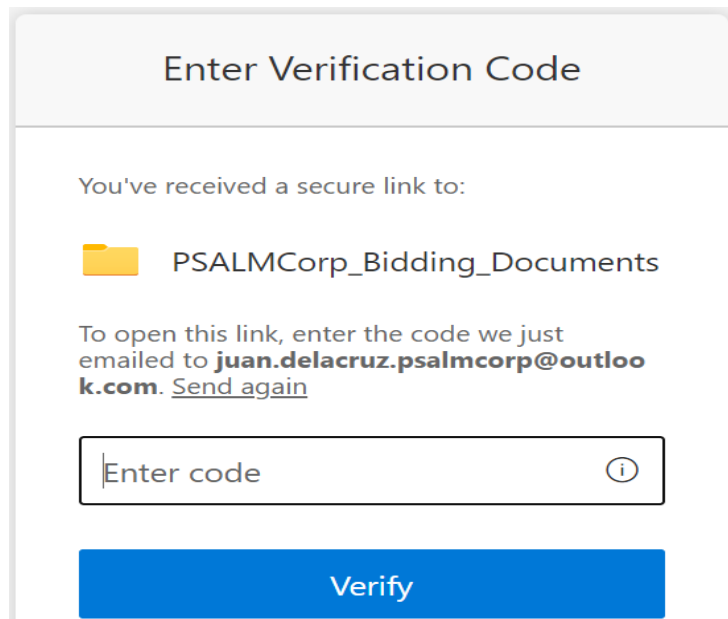 Enter Verification Code
You've received a secure link to:
PSALMCorp_Bidding_Documents
To open this link, enter the code we just
emailed to juan.delacruz.psalmcorp@outloo
k.com. Send again
Enter code
Verify